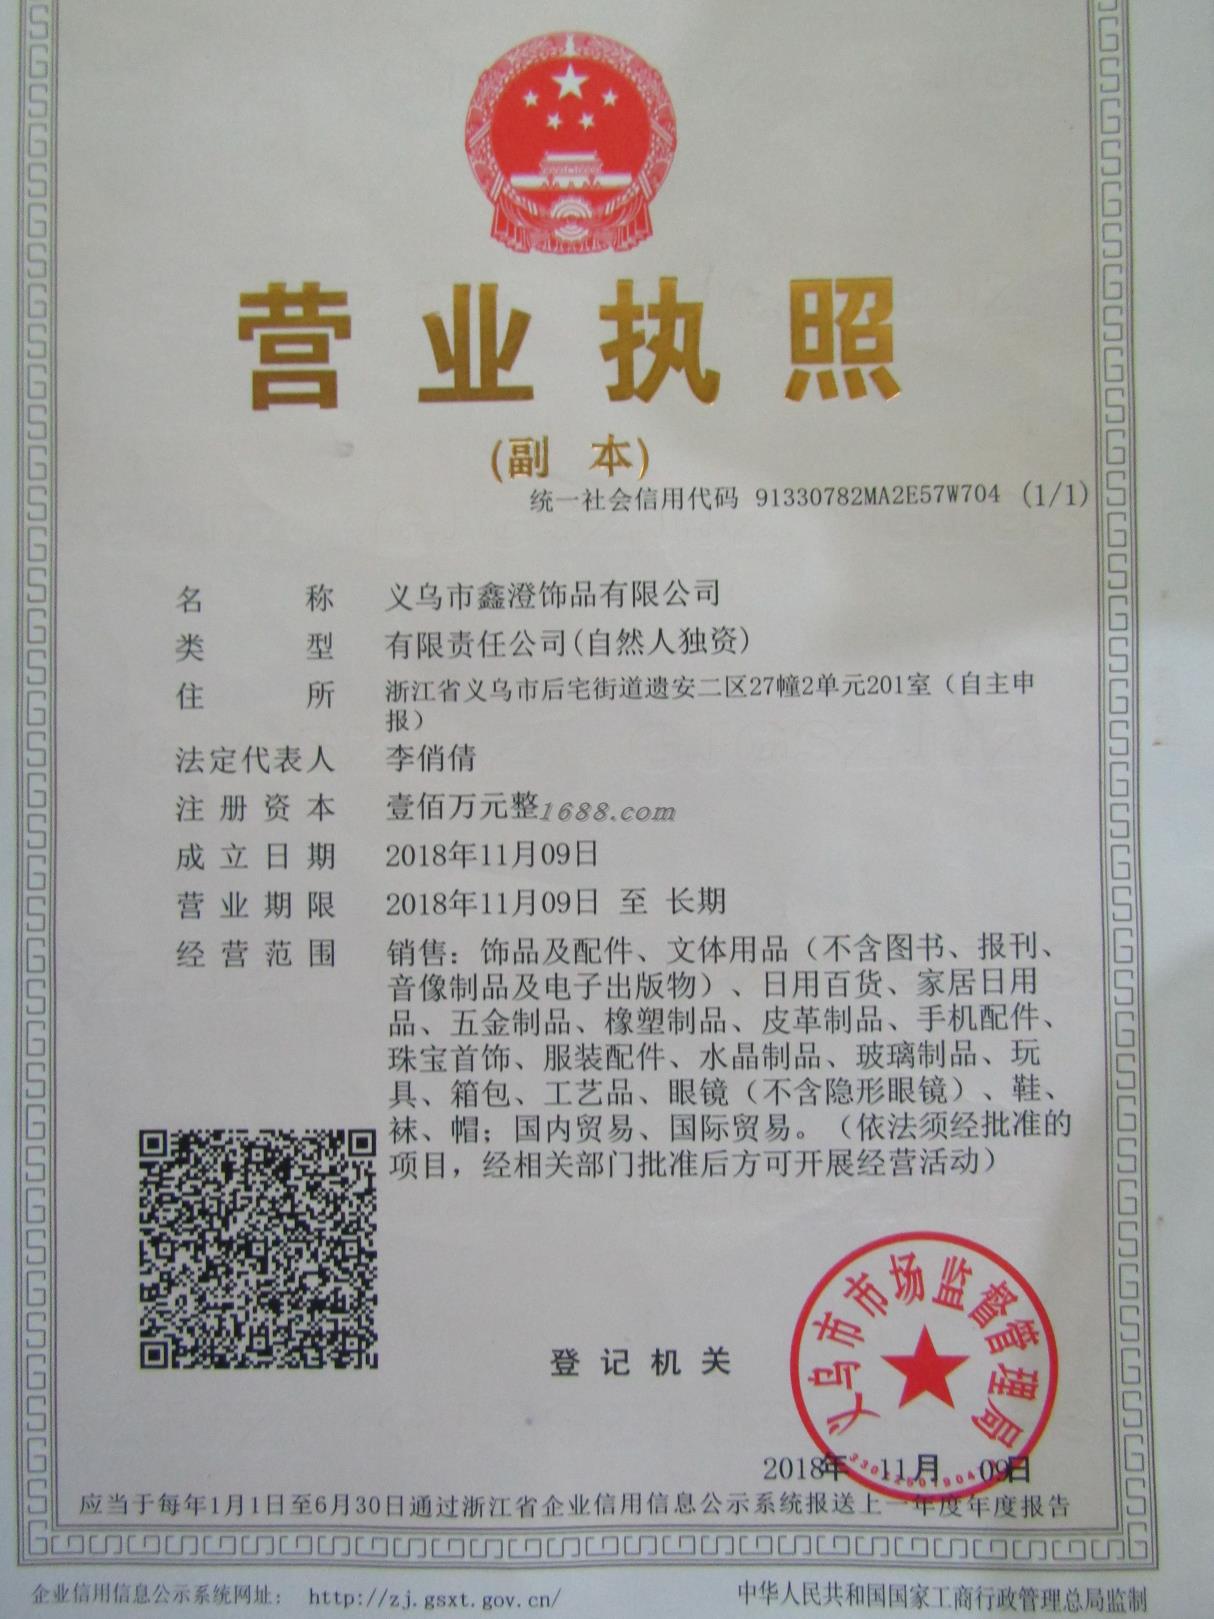 营业执照
(副 本)
统一社会信用代码 91330782MA2E57W704 (1/1)
名称 义乌市鑫澄饰品有限公司
类型 有限责任公司(自然人独资)
住所 浙江省义乌市后宅街道遗安二区27幢2单元201室（自主申
报）
法定代表人 李俏倩
注册资本 壹佰万元整
1688.com
成立日期 2018年11月09日
营业期限 2018年11月09日 至 长期
经营范围 销售：饰品及配件、文体用品（不含图书、报刊、
音像制品及电子出版物）、日用百货、家居日用
品、五金制品、橡塑制品、皮革制品、手机配件、
珠宝首饰、服装配件、水晶制品、玻璃制品、玩
具、箱包、工艺品、眼镜（不含隐形眼镜）、鞋、
袜、帽；国内贸易、国际贸易。（依法须经批准的
项目，经相关部门批准后方可开展经营活动）
登记机关
义乌市市场监督管理局
2018年 11月 09日
应当于每年1月1日至6月30日通过浙江省企业信用信息公示系统报送上一年度年度报告
企业信用信息公示系统网址： http://zj.gsxt.gov.cn/
中华人民共和国国家工商行政管理总局监制